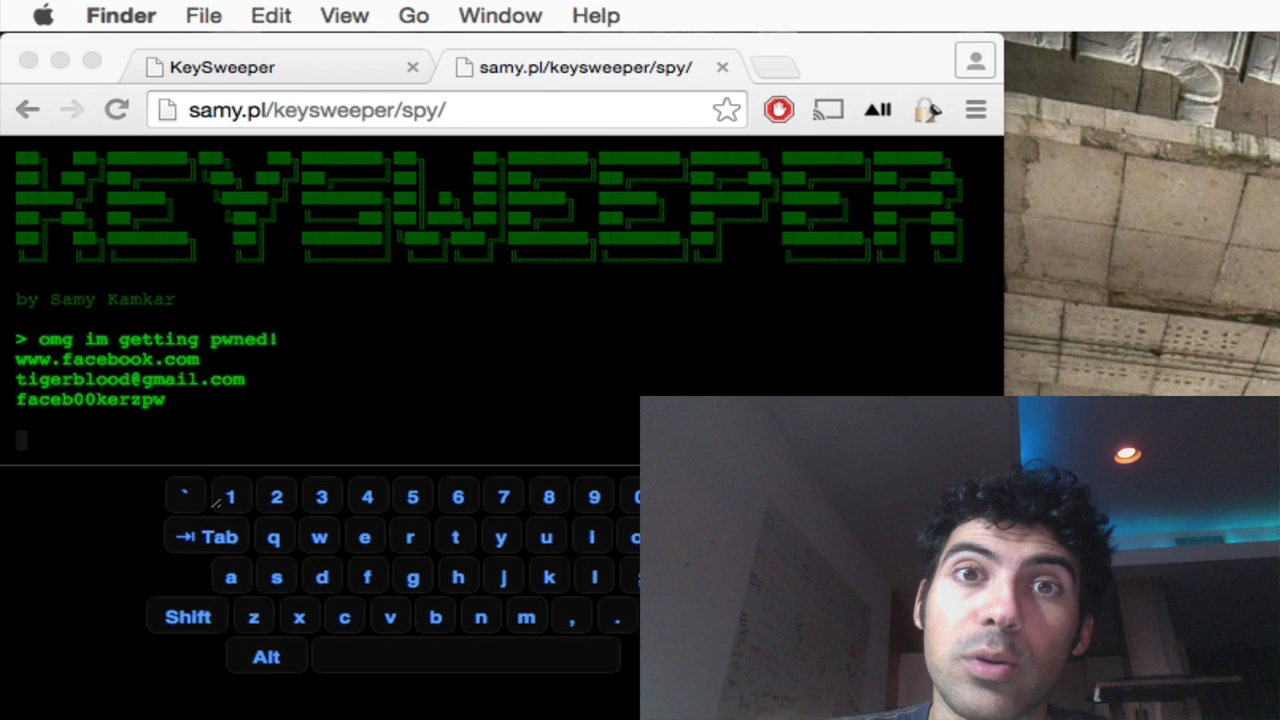 Finder File Edit View Go Window Help
KeySweeper samy.pl/keysweeper/spy/
samy.pl/keysweeper/spy/
KEYSWEEPER
by Samy Kamkar
> omg im getting pwned!
www.facebook.com
tigerblood@gmail.com
faceb00kerzpw
` 1 2 3 4 5 6 7 8 9
Tab q w e r t y u i
a s d f g h j k l
Shift z x c v b n m , .
Alt